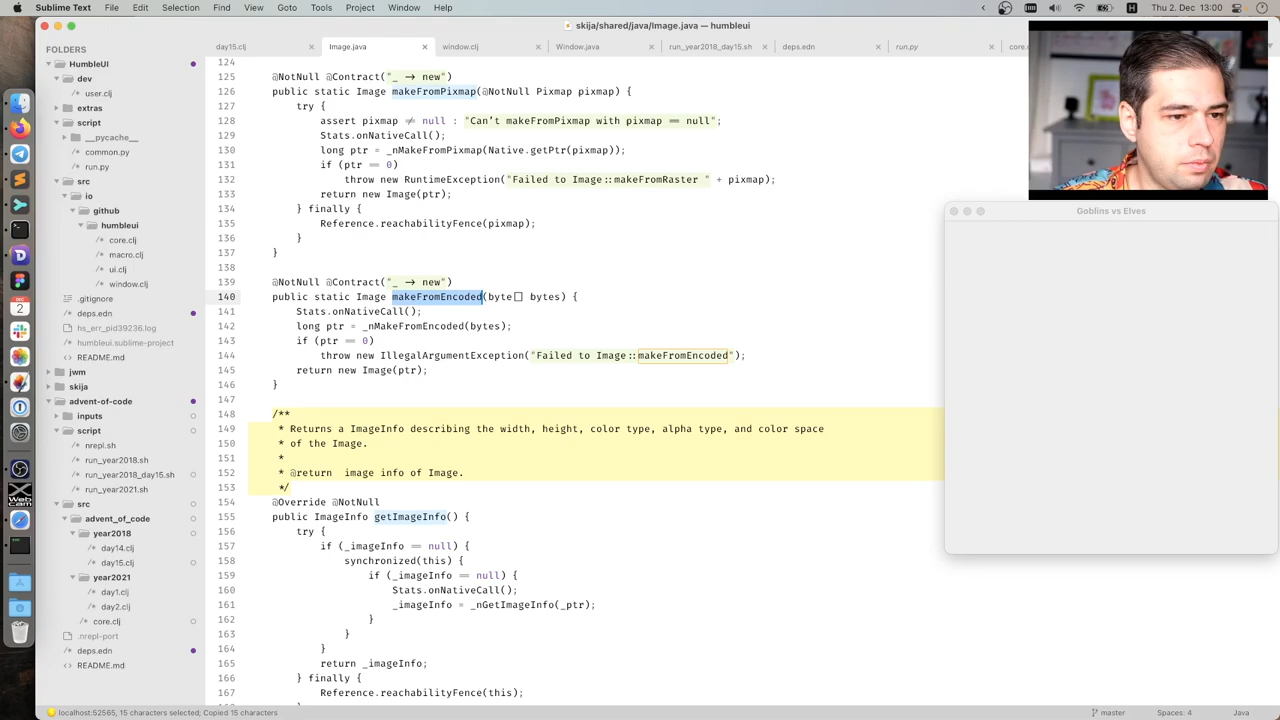 Sublime Text File Edit Selection Find View Goto Tools Project Window Help Thu 2. Dec 13:00
skija/shared/java/Image.java — humbleui
day15.clj Image.java window.clj Window.java run_year2018_day15.sh deps.edn run.py core.c
FOLDERS
HumbleUI
dev
user.clj
extras
script
__pycache__
common.py
run.py
src
io
github
humbleui
core.clj
macro.clj
ui.clj
window.clj
.gitignore
deps.edn
hs_err_pid39236.log
humbleui.sublime-project
README.md
jwm
skija
advent-of-code
inputs
script
nrepl.sh
run_year2018.sh
run_year2018_day15.sh
run_year2021.sh
src
advent_of_code
year2018
day14.clj
day15.clj
year2021
day1.clj
day2.clj
core.clj
.nrepl-port
deps.edn
README.md
124
125 @NotNull @Contract("_ -> new")
126 public static Image makeFromPixmap(@NotNull Pixmap pixmap) {
127 try {
128 assert pixmap ≠ null : "Can't makeFromPixmap with pixmap == null";
129 Stats.onNativeCall();
130 long ptr = _nMakeFromPixmap(Native.getPtr(pixmap));
131 if (ptr == 0)
132 throw new RuntimeException("Failed to Image::makeFromRaster " + pixmap);
133 return new Image(ptr);
134 } finally {
135 Reference.reachabilityFence(pixmap);
136 }
137 }
138
139 @NotNull @Contract("_ -> new")
140 public static Image makeFromEncoded(byte[] bytes) {
141 Stats.onNativeCall();
142 long ptr = _nMakeFromEncoded(bytes);
143 if (ptr == 0)
144 throw new IllegalArgumentException("Failed to Image::makeFromEncoded");
145 return new Image(ptr);
146 }
147
148 /**
149 * Returns a ImageInfo describing the width, height, color type, alpha type, and color space
150 * of the Image.
151 *
152 * @return image info of Image.
153 */
154 @Override @NotNull
155 public ImageInfo getImageInfo() {
156 try {
157 if (_imageInfo == null) {
158 synchronized(this) {
159 if (_imageInfo == null) {
160 Stats.onNativeCall();
161 _imageInfo = _nGetImageInfo(_ptr);
162 }
163 }
164 }
165 return _imageInfo;
166 } finally {
167 Reference.reachabilityFence(this);
Goblins vs Elves
DEC
2
Web
cam
localhost:52565, 15 characters selected; Copied 15 characters master Spaces: 4 Java